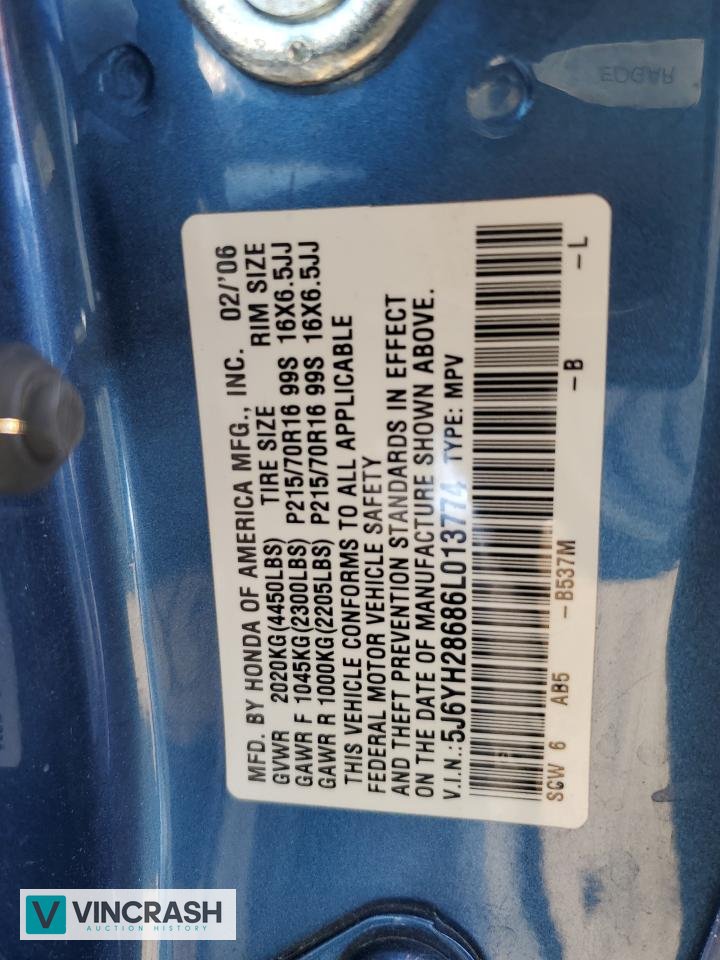 MFD. BY HONDA OF AMERICA MFG., INC. 02/'06
GVWR 2020KG(4450LBS) TIRE SIZE RIM SIZE
GAWR F 1045KG(2300LBS) P215/70R16 99S 16X6.5JJ
GAWR R 1000KG(2205LBS) P215/70R16 99S 16X6.5JJ
THIS VEHICLE CONFORMS TO ALL APPLICABLE
FEDERAL MOTOR VEHICLE SAFETY
AND THEFT PREVENTION STANDARDS IN EFFECT
ON THE DATE OF MANUFACTURE SHOWN ABOVE.
V.I.N.:5J6YH28686L013774 TYPE: MPV
SCW 6 AB5 -B537M -B -L
EDGAR
VINCRASH
AUCTION HISTORY